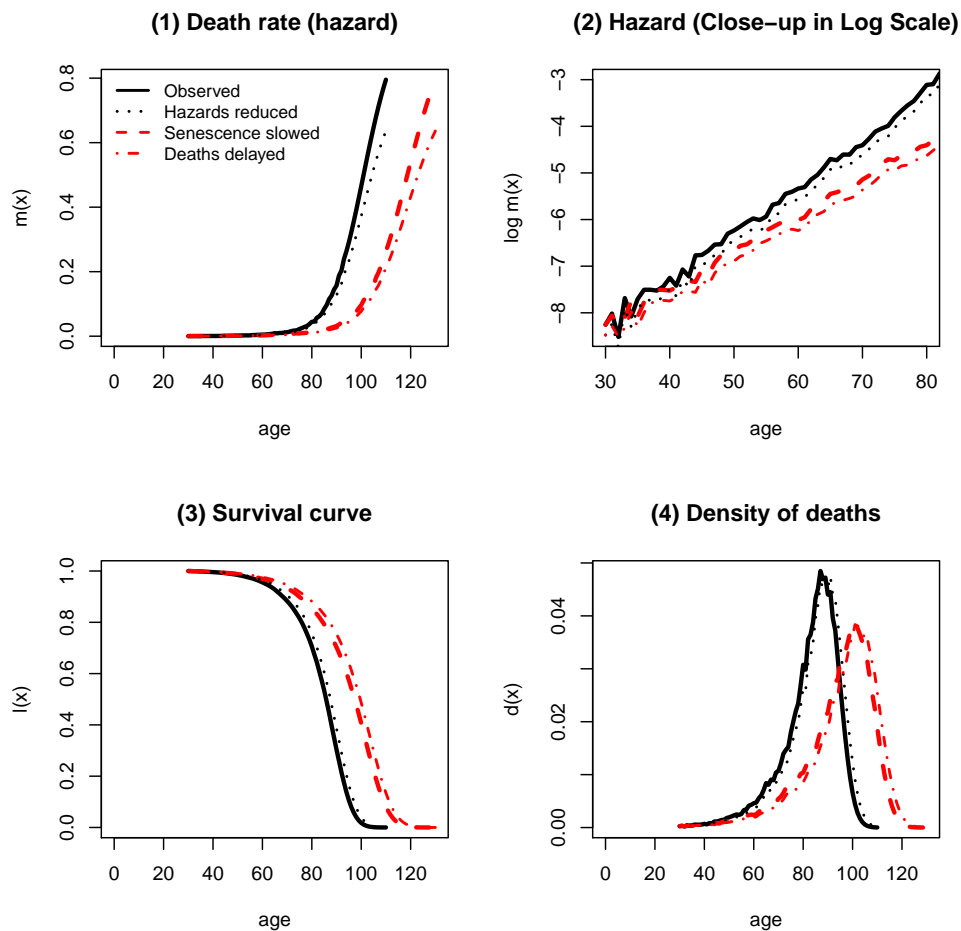 (1) Death rate (hazard)
0.0 0.2 0.4 0.6 0.8
m(x)
Observed
Hazards reduced
Senescence slowed
Deaths delayed
0 20 40 60 80 100 120
age
(2) Hazard (Close−up in Log Scale)
−8 −7 −6 −5 −4 −3
log m(x)
30 40 50 60 70 80
age
(3) Survival curve
0.0 0.2 0.4 0.6 0.8 1.0
l(x)
0 20 40 60 80 100 120
age
(4) Density of deaths
0.00 0.02 0.04
d(x)
0 20 40 60 80 100 120
age